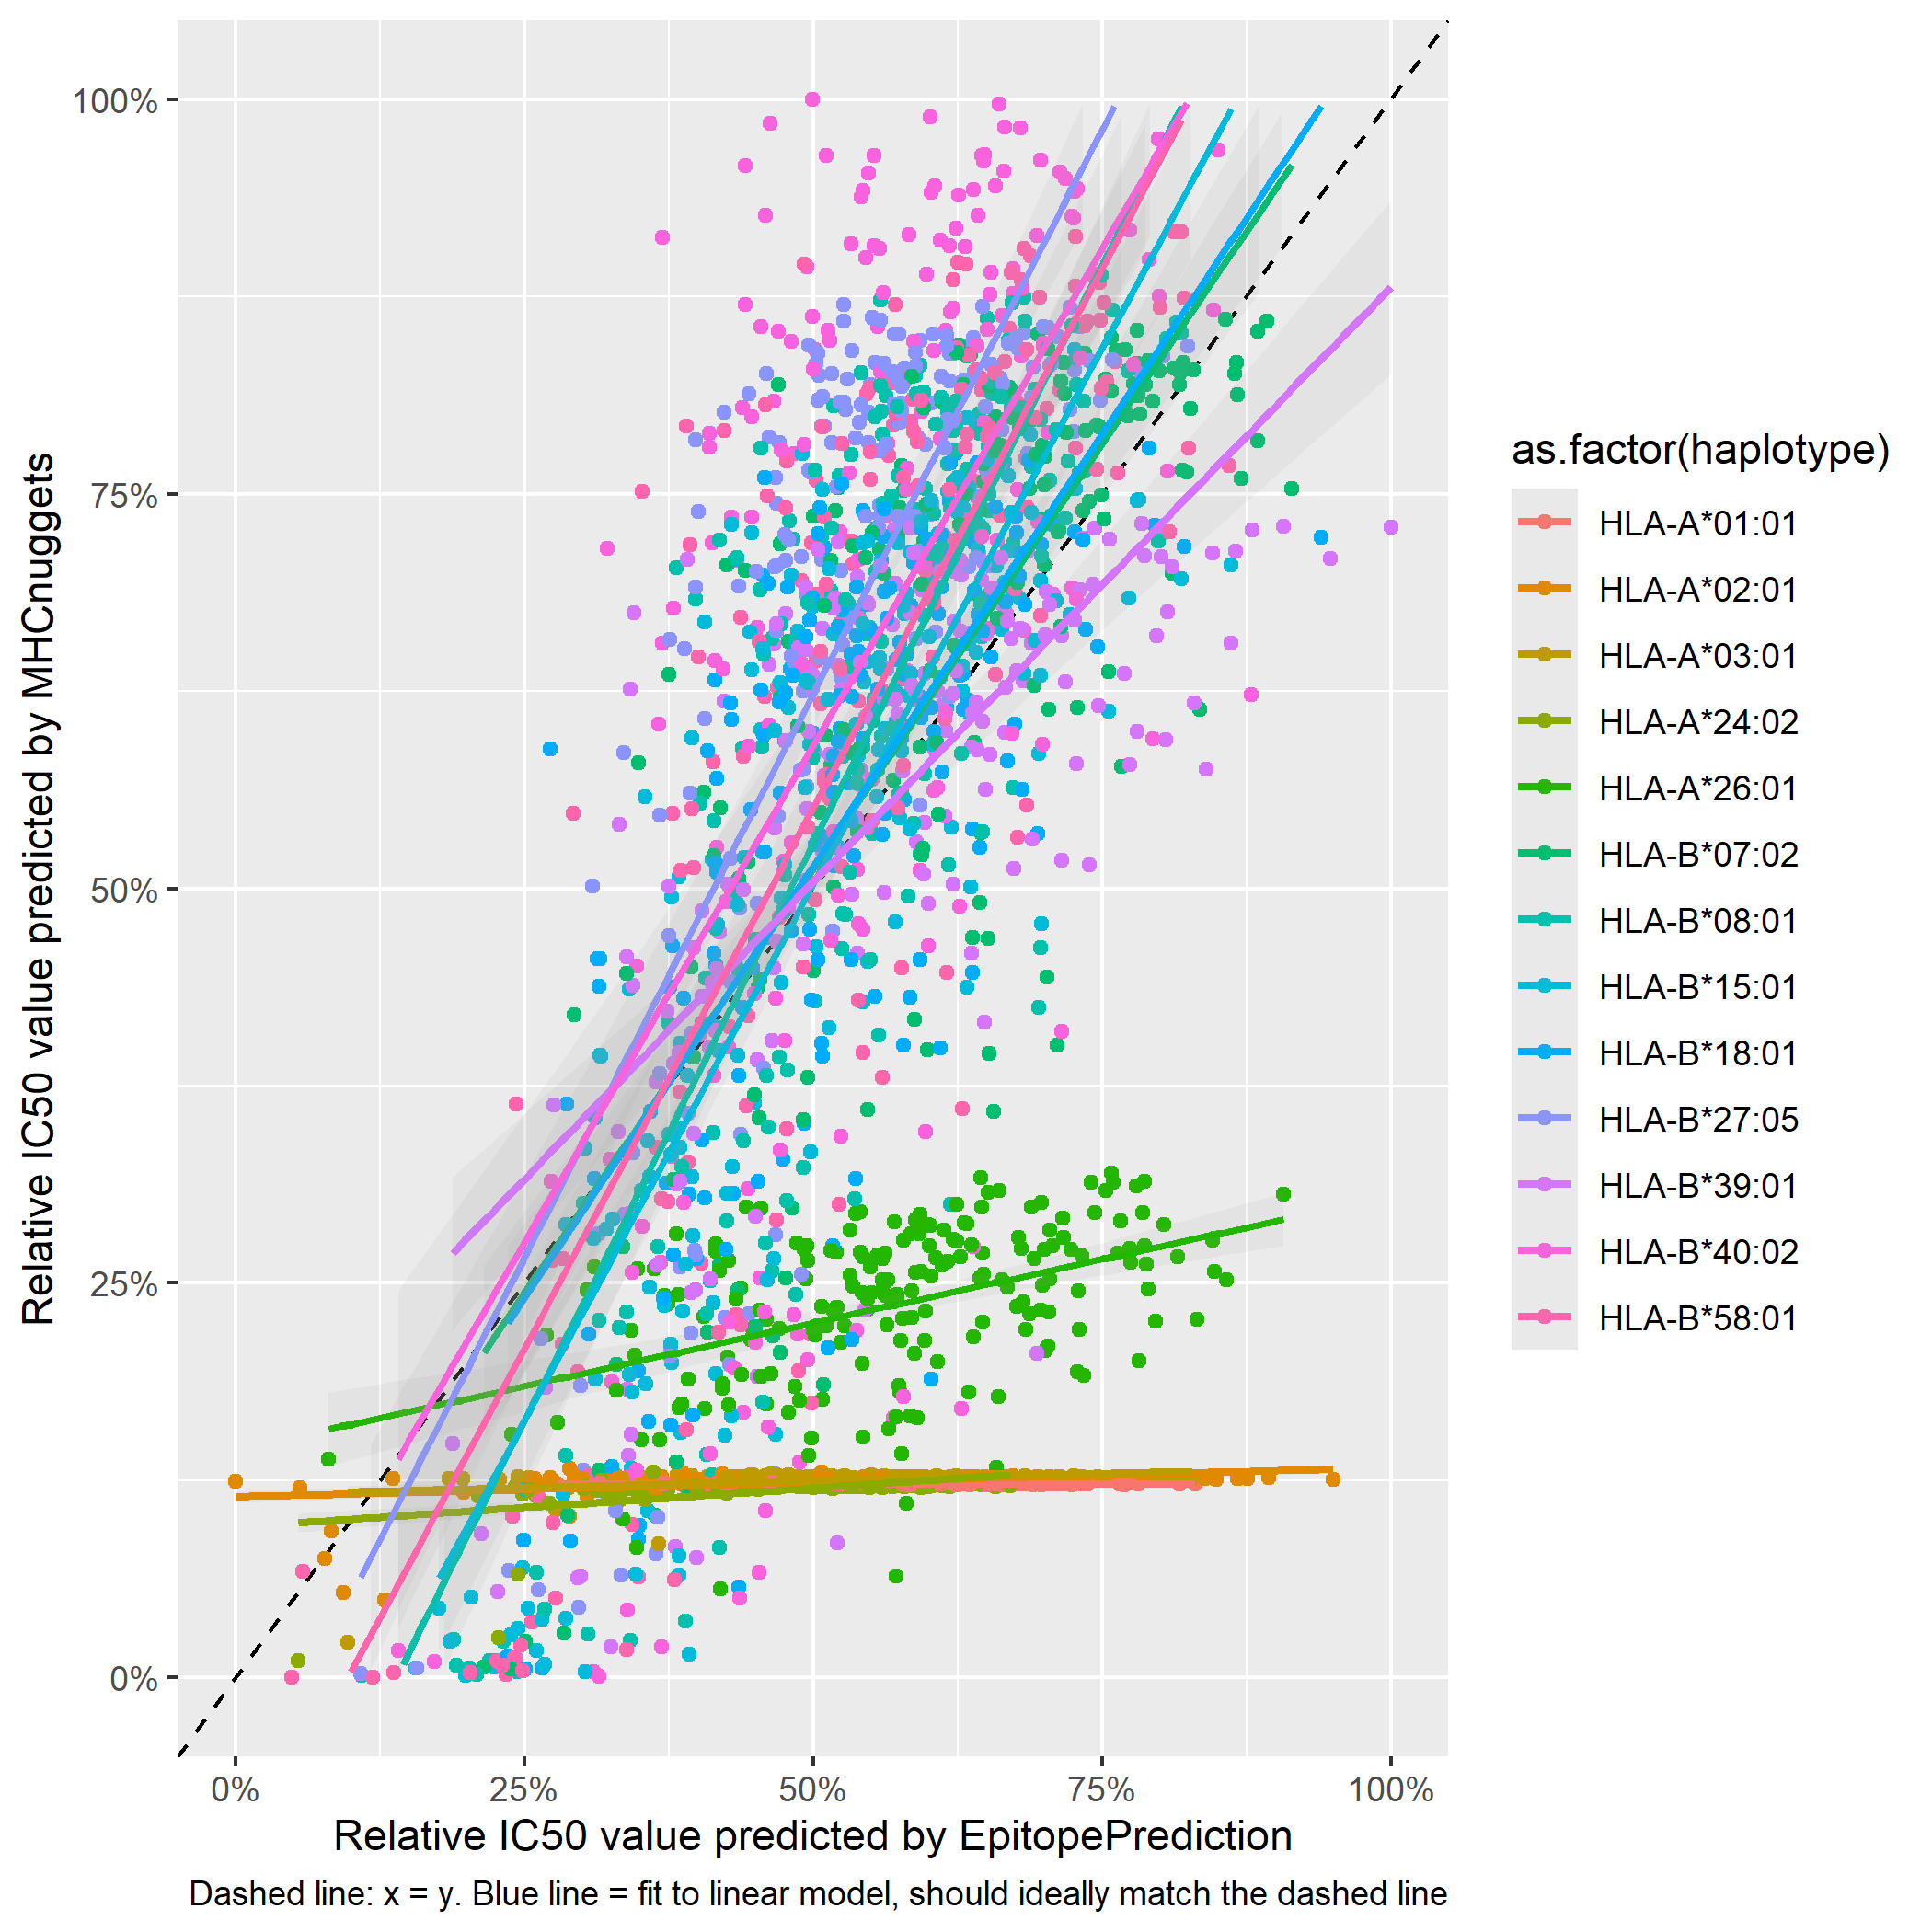 100%
75%
50%
25%
0%
Relative IC50 value predicted by MHCnuggets
0%
25%
50%
75%
100%
Relative IC50 value predicted by EpitopePrediction
Dashed line: x = y. Blue line = fit to linear model, should ideally match the dashed line
as.factor(haplotype)
HLA-A*01:01
HLA-A*02:01
HLA-A*03:01
HLA-A*24:02
HLA-A*26:01
HLA-B*07:02
HLA-B*08:01
HLA-B*15:01
HLA-B*18:01
HLA-B*27:05
HLA-B*39:01
HLA-B*40:02
HLA-B*58:01